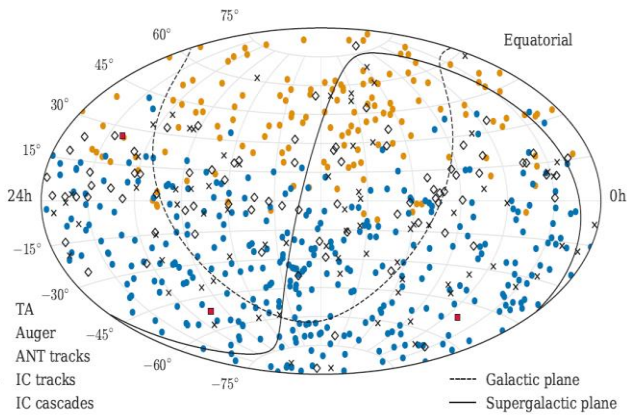 75°
60°
Equatorial
45°
30°
15°
24h
0h
−15°
−30°
TA
−45°
Auger
ANT tracks
−60°
IC tracks
−75°
Galactic plane
IC cascades
Supergalactic plane